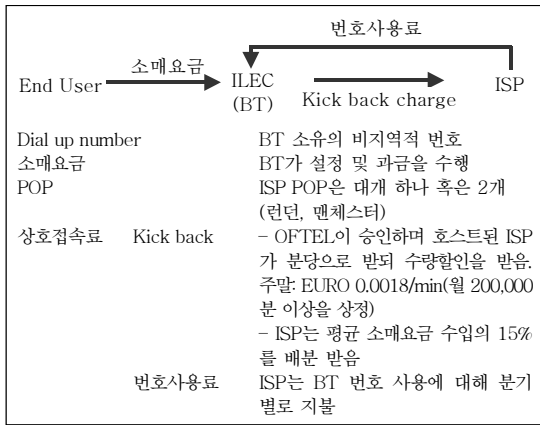 번호사용료
소매요금
End User
ILEC
(BT)
Kick back charge
ISP
Dial up number BT 소유의 비지역적 번호
소매요금 BT가 설정 및 과금을 수행
POP ISP POP은 대개 하나 혹은 2개
(런던, 맨체스터)
상호접속료 Kick back – OFTEL이 승인하며 호스트된 ISP
가 분당으로 받되 수량할인을 받음.
주말: EURO 0.0018/min(월 200,000
분 이상을 상정)
– ISP는 평균 소매요금 수입의 15%
를 배분 받음
번호사용료 ISP는 BT 번호 사용에 대해 분기
별로 지불